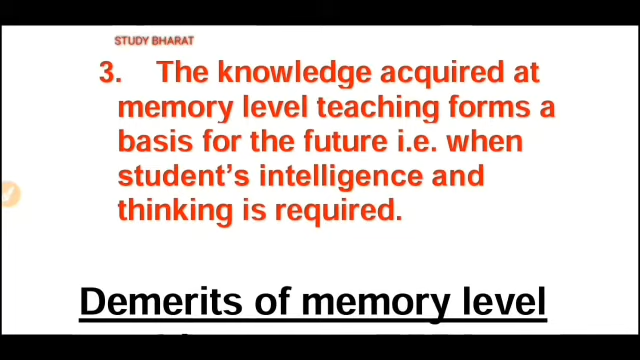 STUDY BHARAT
3. The knowledge acquired at
memory level teaching forms a
basis for the future i.e. when
student's intelligence and
thinking is required.
Demerits of memory level